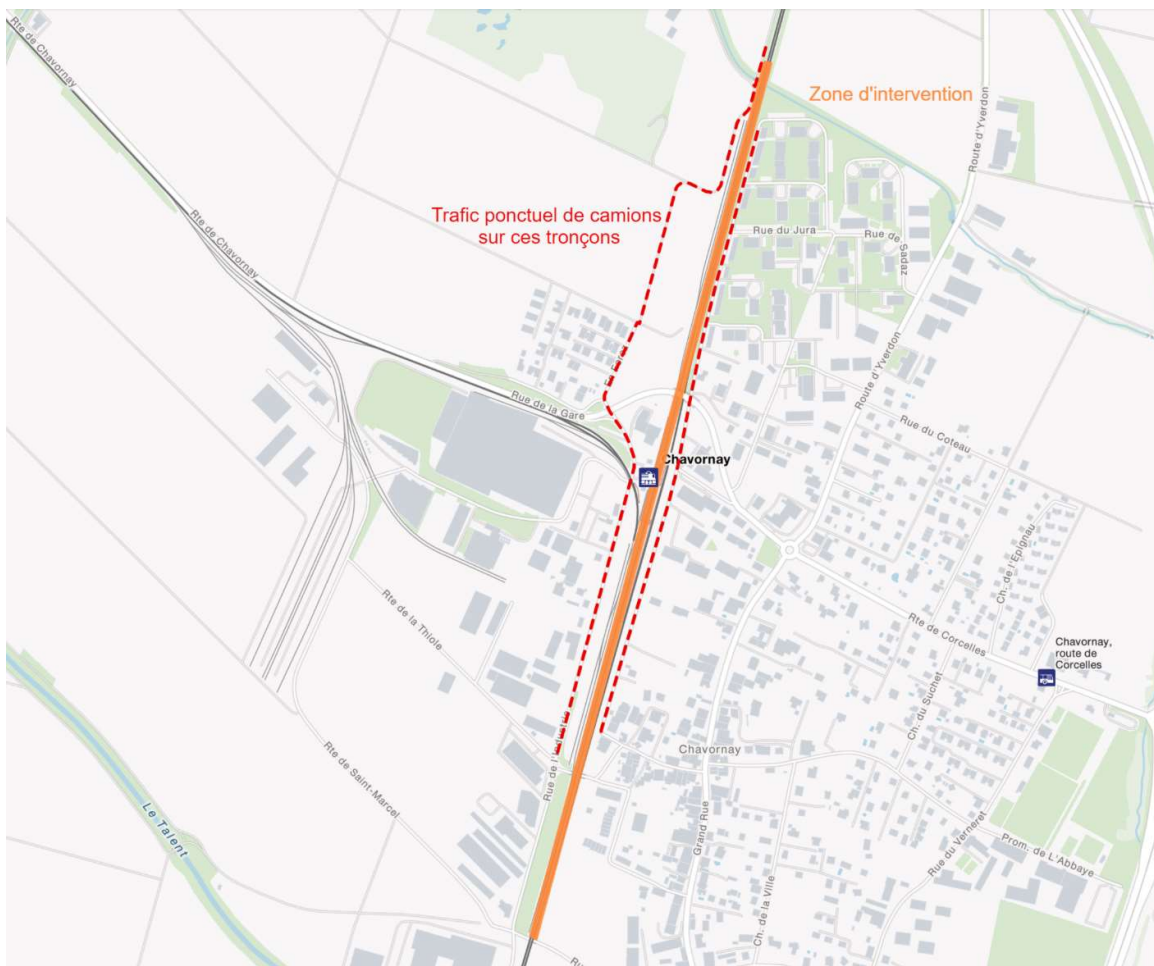 Rte de Chavornay
Zone d'intervention
Route d'Yverdon
Trafic ponctuel de camions
sur ces tronçons
Rue du Jura
Rue de Sadaz
Rte de Chavornay
Route d'Yverdon
Rue de la Gare
Rue du Coteau
Chavornay
Ch. de l'Epignau
Rte de la Thiole
Rte de Corcelles
Chavornay,
route de
Corcelles
Ch. du Suchet
Rue de l'Industrie
Chavornay
Rte de Saint-Marcel
Le Talent
Grand Rue
Rue du Verneret
Prom. de L'Abbaye
Ch. de la Ville